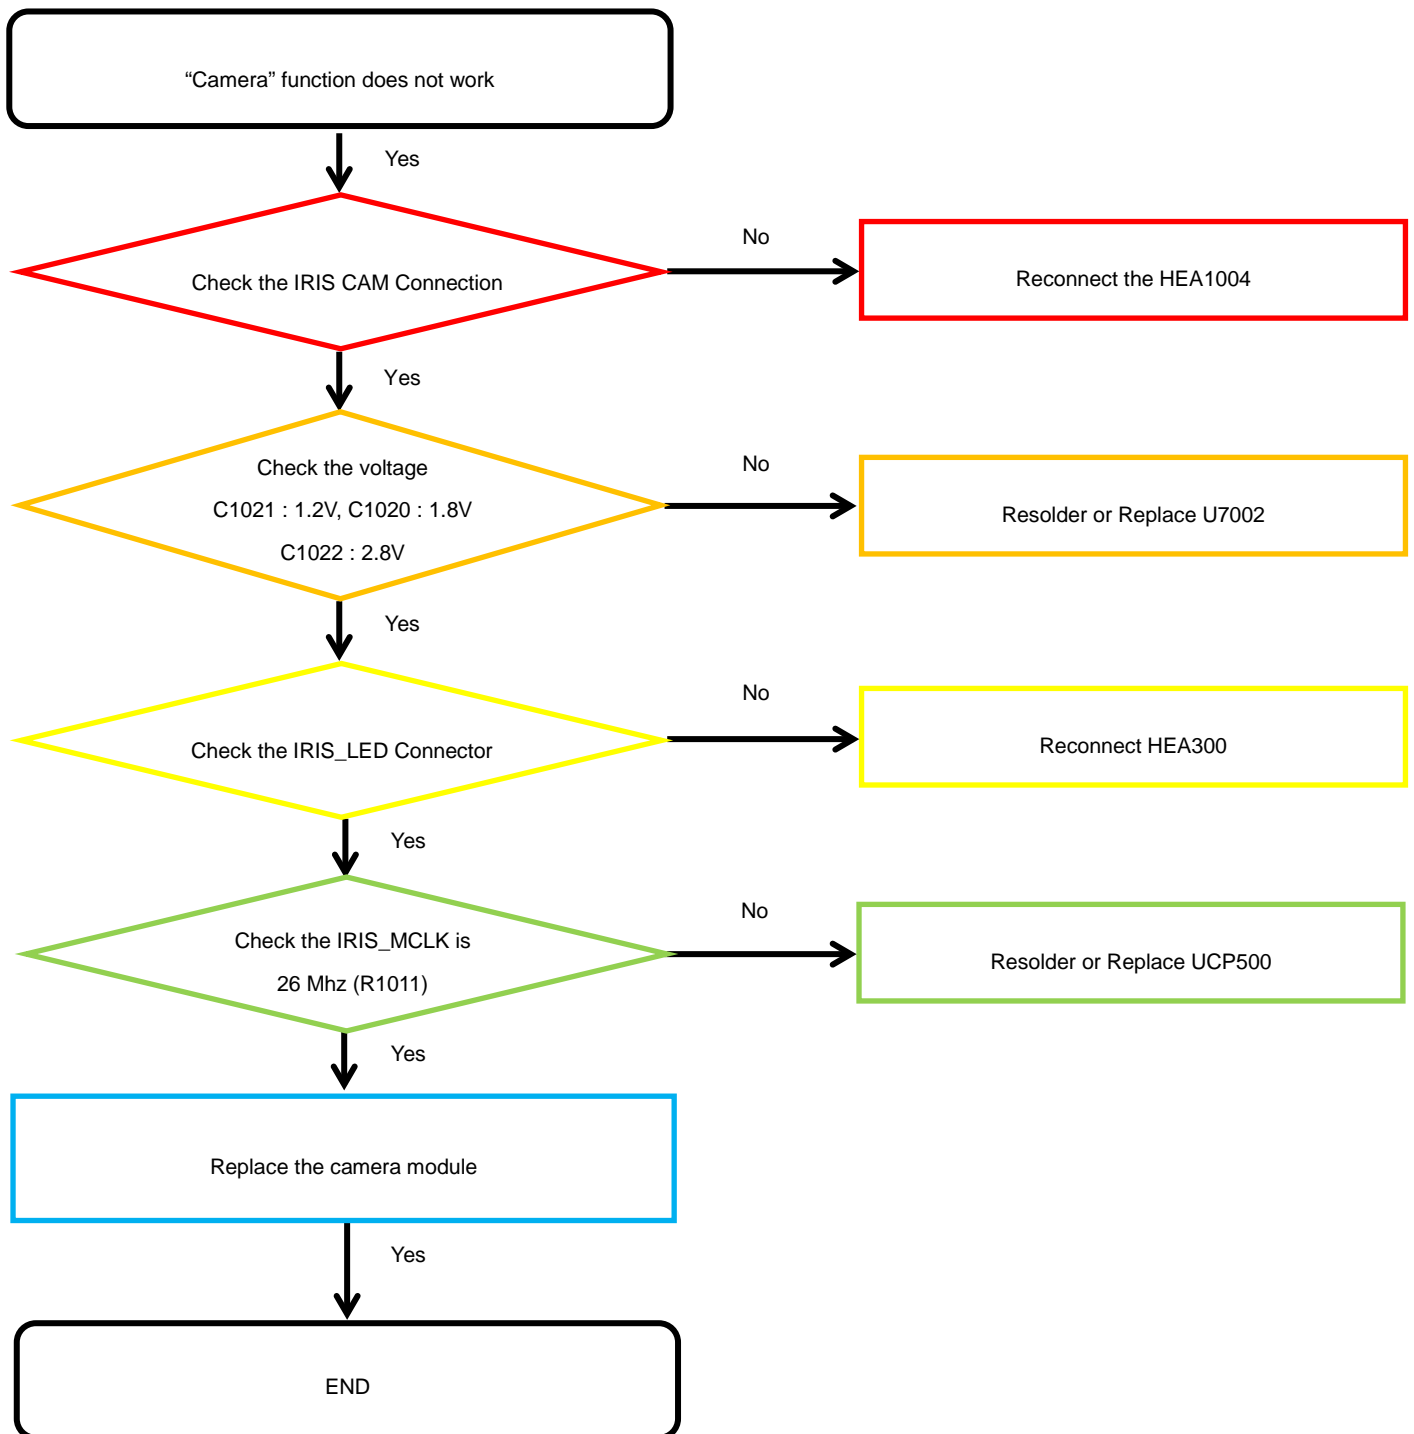 “Camera” function does not work
Yes
Check the IRIS CAM Connection
No
Reconnect the HEA1004
Yes
Check the voltage
C1021 : 1.2V, C1020 : 1.8V
C1022 : 2.8V
No
Resolder or Replace U7002
Yes
Check the IRIS_LED Connector
No
Reconnect HEA300
Yes
Check the IRIS_MCLK is
26 Mhz (R1011)
No
Resolder or Replace UCP500
Yes
Replace the camera module
Yes
END